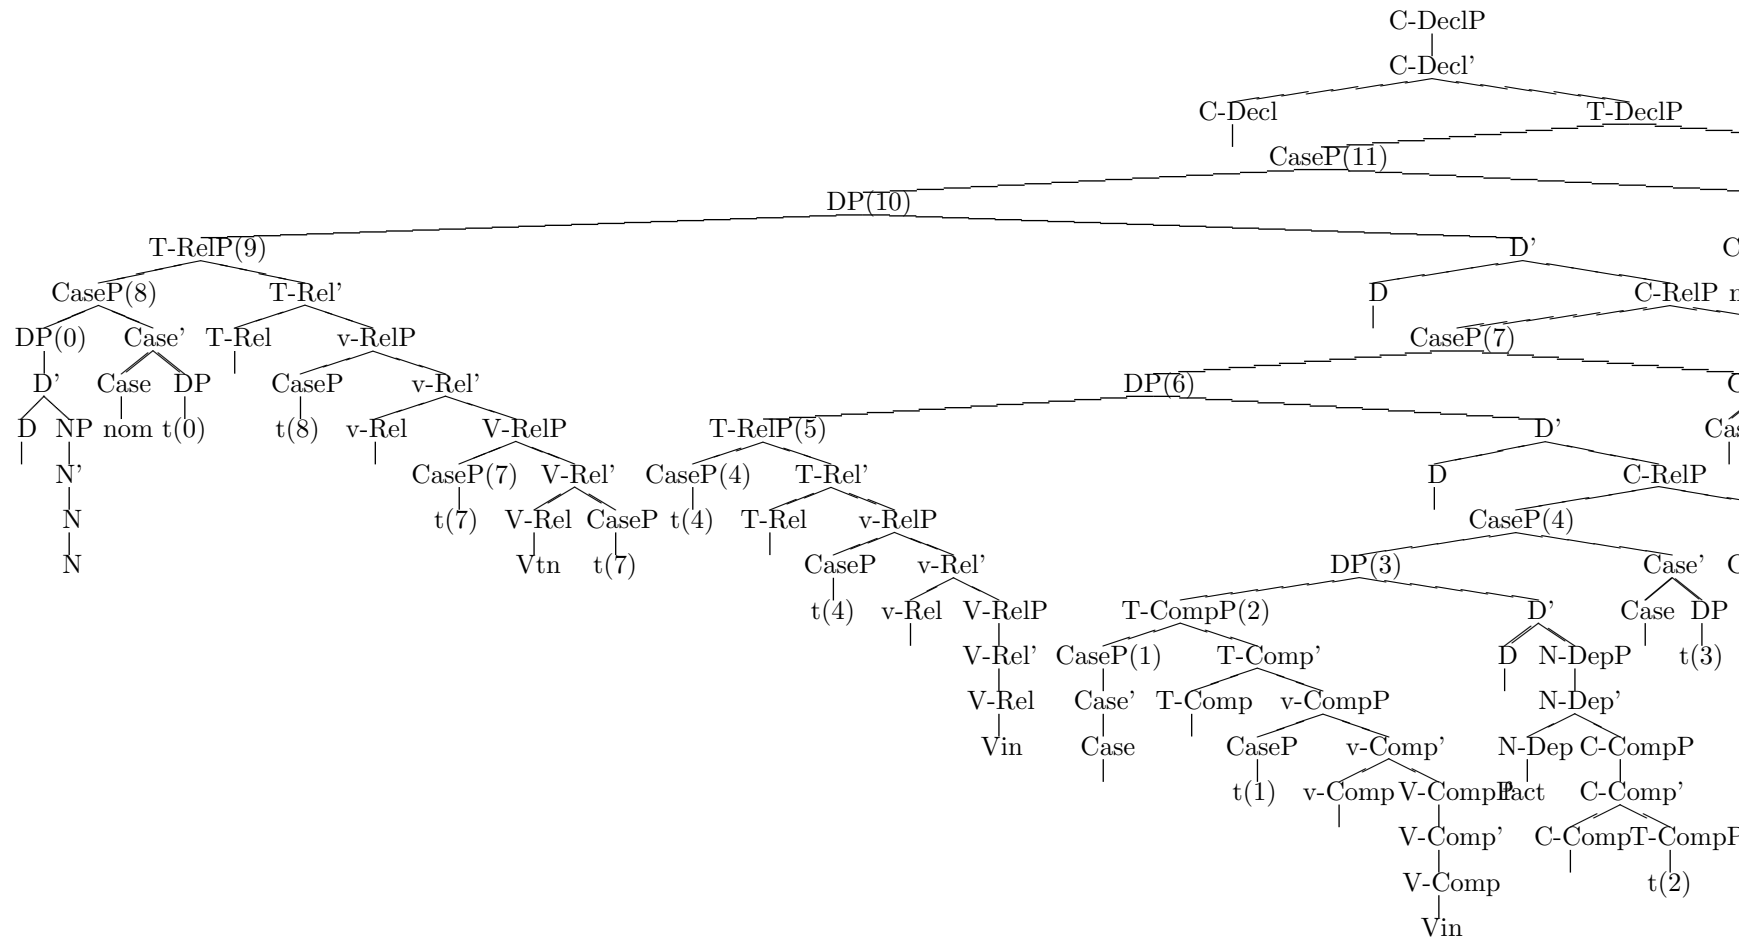 C-DeclP
C-Decl’
C-Decl T-DeclP
CaseP(11)
DP(10)
T-RelP(9) D’ C
CaseP(8) T-Rel’ D C-RelP n
DP(0) Case’ T-Rel v-RelP CaseP(7)
D’ Case DP CaseP v-Rel’ DP(6) C
D NP nom t(0) t(8) v-Rel V-RelP T-RelP(5) D’ Cas
N’ CaseP(7) V-Rel’ CaseP(4) T-Rel’ D C-RelP
N t(7) V-Rel CaseP t(4) T-Rel v-RelP CaseP(4)
N Vtn t(7) CaseP v-Rel’ DP(3) Case’ C
t(4) v-Rel V-RelP T-CompP(2) D’ Case DP
V-Rel’ CaseP(1) T-Comp’ D N-DepP t(3)
V-Rel Case’ T-Comp v-CompP N-Dep’
Vin Case CaseP v-Comp’ N-Dep C-CompP
t(1) v-Comp V-CompP fact C-Comp’
V-Comp’ C-Comp T-CompP
V-Comp t(2)
Vin